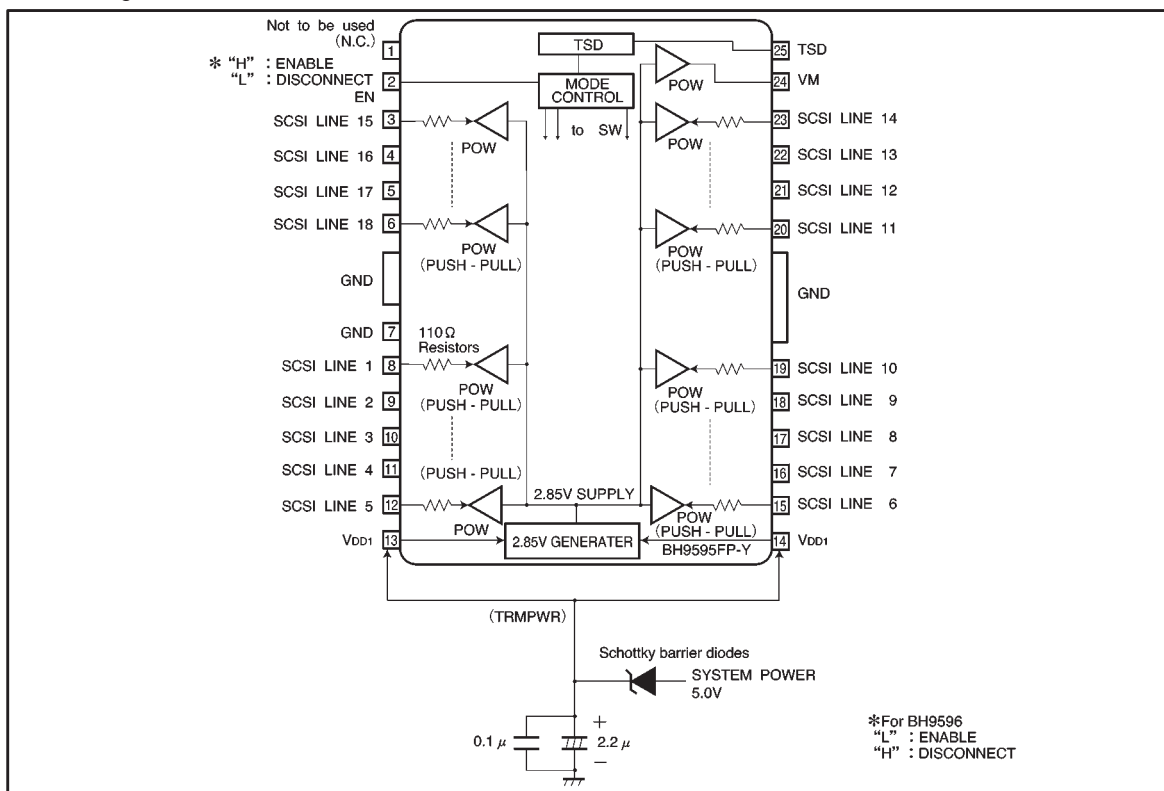 Not to be used
(N.C.)
1
* "H" : ENABLE
"L" : DISCONNECT
EN
2
SCSI LINE 15 3
SCSI LINE 16 4
SCSI LINE 17 5
SCSI LINE 18 6
GND
GND 7
SCSI LINE 1 8
SCSI LINE 2 9
SCSI LINE 3 10
SCSI LINE 4 11
SCSI LINE 5 12
VDD1 13
TSD
MODE
CONTROL
to SW
POW
POW
(PUSH - PULL)
110Ω
Resistors
POW
(PUSH - PULL)
(PUSH - PULL)
POW
2.85V SUPPLY
2.85V GENERATER
POW
POW
POW
(PUSH - PULL)
POW
(PUSH - PULL)
POW
(PUSH - PULL)
BH9595FP-Y
25 TSD
24 VM
23 SCSI LINE 14
22 SCSI LINE 13
21 SCSI LINE 12
20 SCSI LINE 11
GND
19 SCSI LINE 10
18 SCSI LINE 9
17 SCSI LINE 8
16 SCSI LINE 7
15 SCSI LINE 6
14 VDD1
(TRMPWR)
Schottky barrier diodes
SYSTEM POWER
5.0V
0.1 μ
+
2.2 μ
−
*For BH9596
"L" : ENABLE
"H" : DISCONNECT